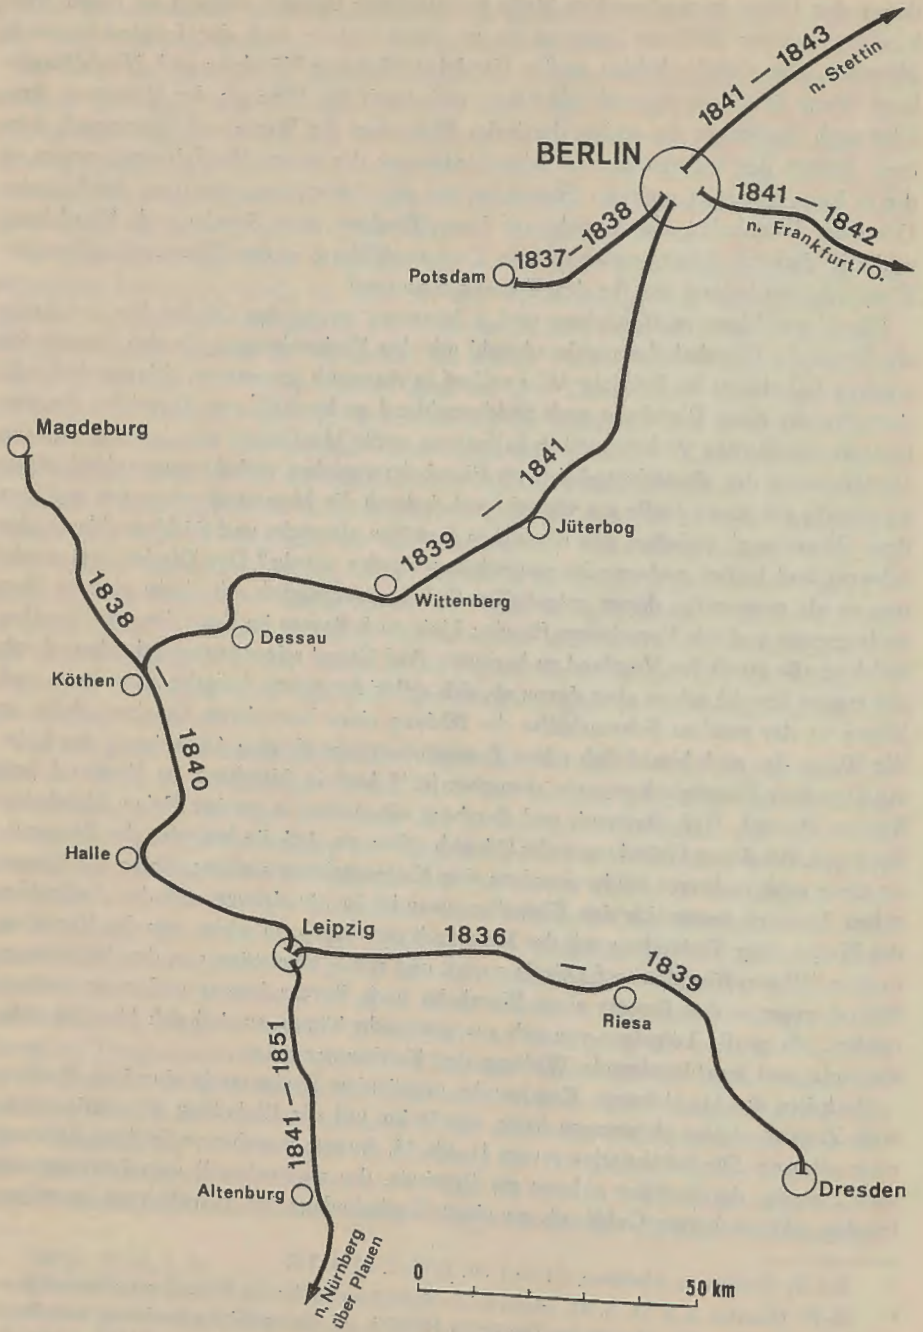 1841 — 1843
n. Stettin
BERLIN
1841 — 1842
n. Frankfurt/O.
1837–1838
Potsdam
Magdeburg
1839 — 1841
Jüterbog
Wittenberg
1838 — 1840
Dessau
Köthen
Halle
Leipzig
1836 — 1839
Riesa
1841 — 1851
Altenburg
Dresden
n. Nürnberg
über Plauen
0
50 km